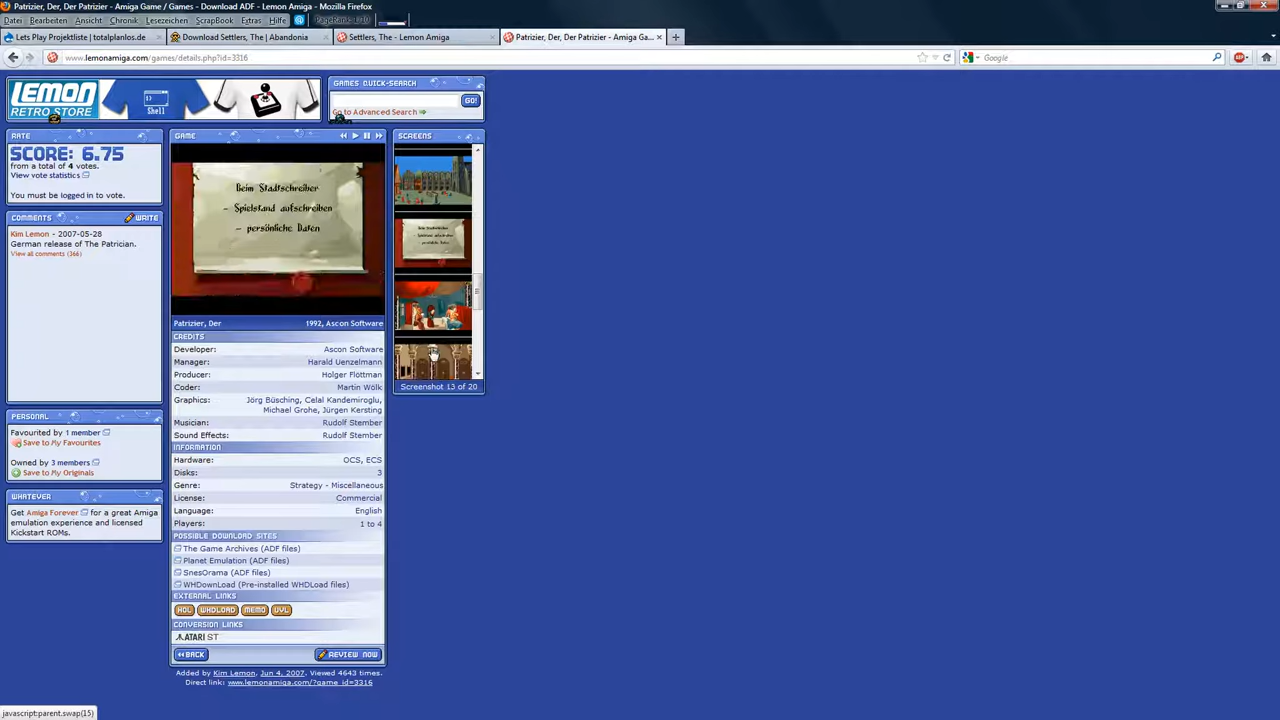 Patrizier, Der, Der Patrizier - Amiga Game / Games - Download ADF - Lemon Amiga - Mozilla Firefox
Datei Bearbeiten Ansicht Chronik Lesezeichen ScrapBook Extras Hilfe PageRank 1/10
Lets Play Projektliste | totalplanlos.de
Download Settlers, The | Abandonia
Settlers, The - Lemon Amiga
Patrizier, Der, Der Patrizier - Amiga Ga...
www.lemonamiga.com/games/details.php?id=3316
Google
LEMON
RETRO STORE
Shell
GAMES QUICK-SEARCH
GO!
Go to Advanced Search
RATE
SCORE: 6.75
from a total of 4 votes.
View vote statistics
You must be logged in to vote.
COMMENTS WRITE
Kim Lemon - 2007-05-28
German release of The Patrician.
View all comments (366)
PERSONAL
Favourited by 1 member
Save to My Favourites
Owned by 3 members
Save to My Originals
WHATEVER
Get Amiga Forever for a great Amiga
emulation experience and licensed
Kickstart ROMs.
GAME
Beim Stadtschreiber
- Spielstand aufschreiben
- persönliche Daten
Patrizier, Der 1992, Ascon Software
CREDITS
Developer: Ascon Software
Manager: Harald Uenzelmann
Producer: Holger Flöttman
Coder: Martin Wölk
Graphics: Jörg Büsching, Celal Kandemiroglu,
Michael Grohe, Jürgen Kersting
Musician: Rudolf Stember
Sound Effects: Rudolf Stember
INFORMATION
Hardware: OCS, ECS
Disks: 3
Genre: Strategy - Miscellaneous
License: Commercial
Language: English
Players: 1 to 4
POSSIBLE DOWNLOAD SITES
The Game Archives (ADF files)
Planet Emulation (ADF files)
SnesOrama (ADF files)
WHDownLoad (Pre-installed WHDLoad files)
EXTERNAL LINKS
HOL WHDLOAD MEMO UVL
CONVERSION LINKS
ATARI ST
BACK REVIEW NOW
Added by Kim Lemon, Jun 4, 2007. Viewed 4643 times.
Direct link: www.lemonamiga.com/?game_id=3316
SCREENS
Beim Stadtschreiber
- Spielstand aufschreiben
- persönliche Daten
Screenshot 13 of 20
javascript:parent.swap(15)